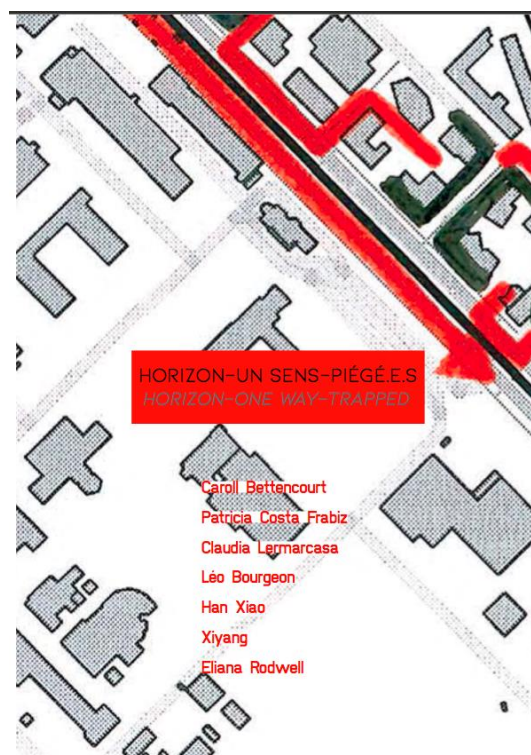 HORIZON-UN SENS-PIÉGÉ.E.S
HORIZON-ONE WAY-TRAPPED
Caroll Bettencourt
Patricia Costa Frabiz
Claudia Lermarcasa
Léo Bourgeon
Han Xiao
Xiyang
Eliana Rodwell